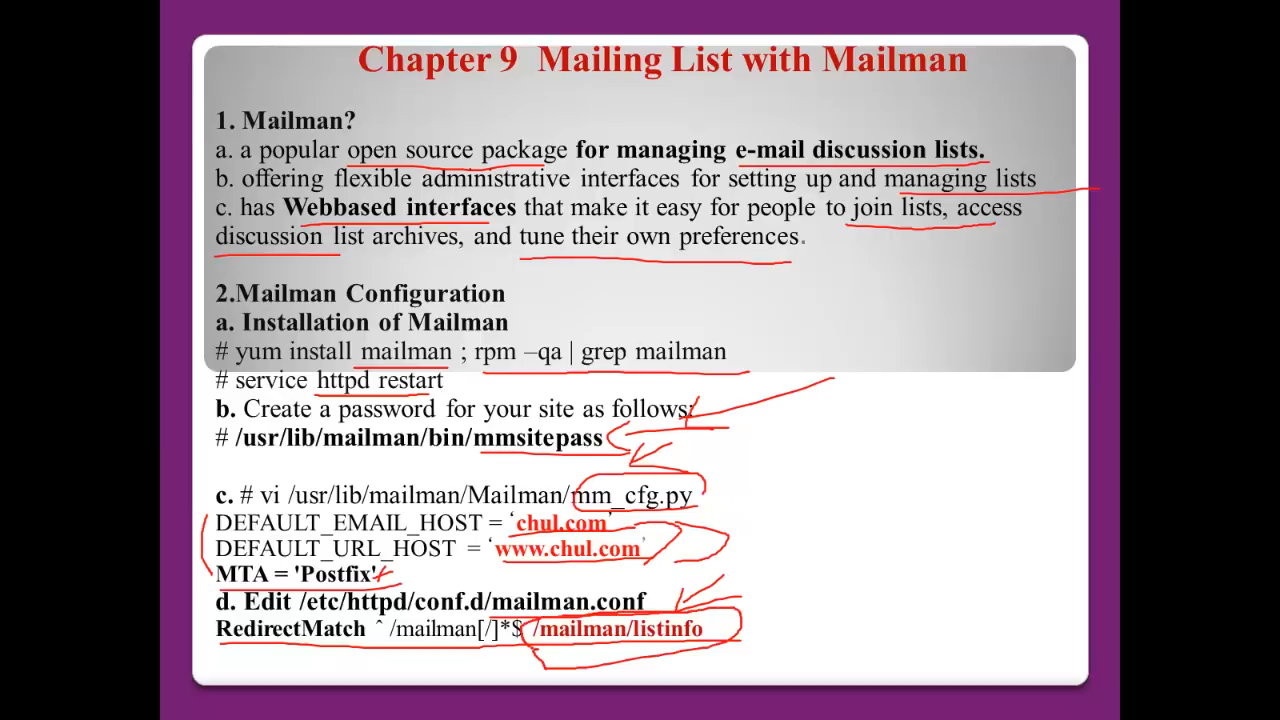 Chapter 9 Mailing List with Mailman
1. Mailman?
a. a popular open source package for managing e-mail discussion lists.
b. offering flexible administrative interfaces for setting up and managing lists
c. has Webbased interfaces that make it easy for people to join lists, access
discussion list archives, and tune their own preferences.
2.Mailman Configuration
a. Installation of Mailman
# yum install mailman ; rpm –qa | grep mailman
# service httpd restart
b. Create a password for your site as follows:
# /usr/lib/mailman/bin/mmsitepass
c. # vi /usr/lib/mailman/Mailman/mm_cfg.py
DEFAULT_EMAIL_HOST = ‘chul.com’
DEFAULT_URL_HOST = ‘www.chul.com’
MTA = 'Postfix'
d. Edit /etc/httpd/conf.d/mailman.conf
RedirectMatch ˆ /mailman[/]*$ /mailman/listinfo